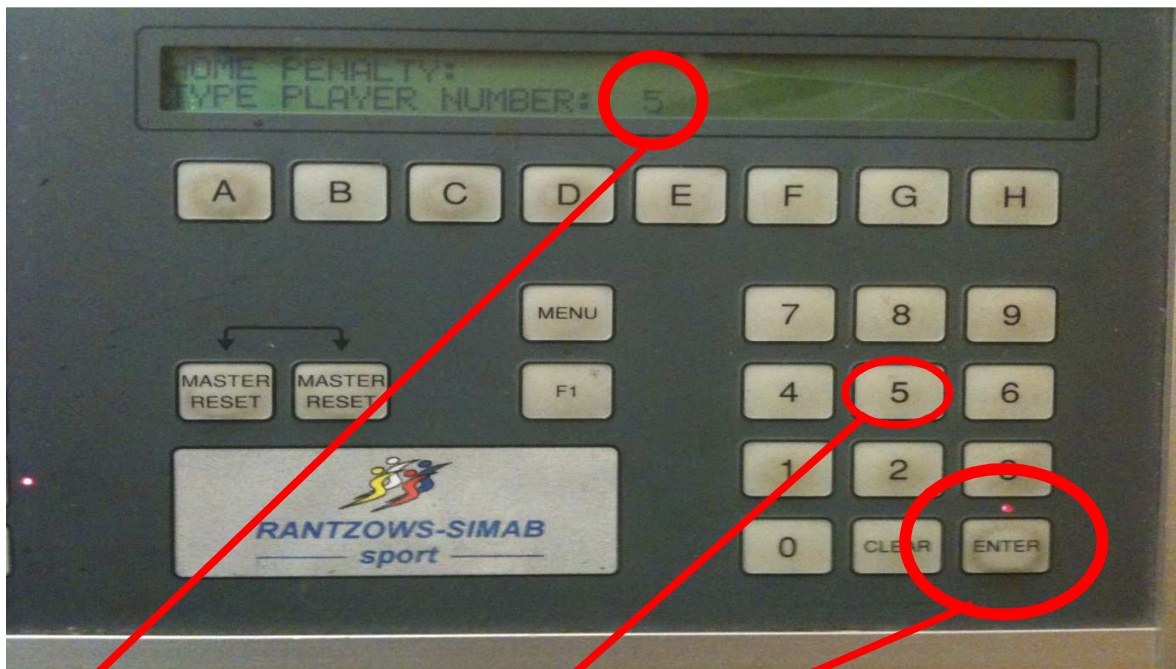 HOME PENALTY:
TYPE PLAYER NUMBER: 5
A B C D E F G H
MENU 7 8 9
MASTER RESET MASTER RESET F1 4 5 6
1 2 3
RANTZOWS-SIMAB
sport
0 CLEAR ENTER